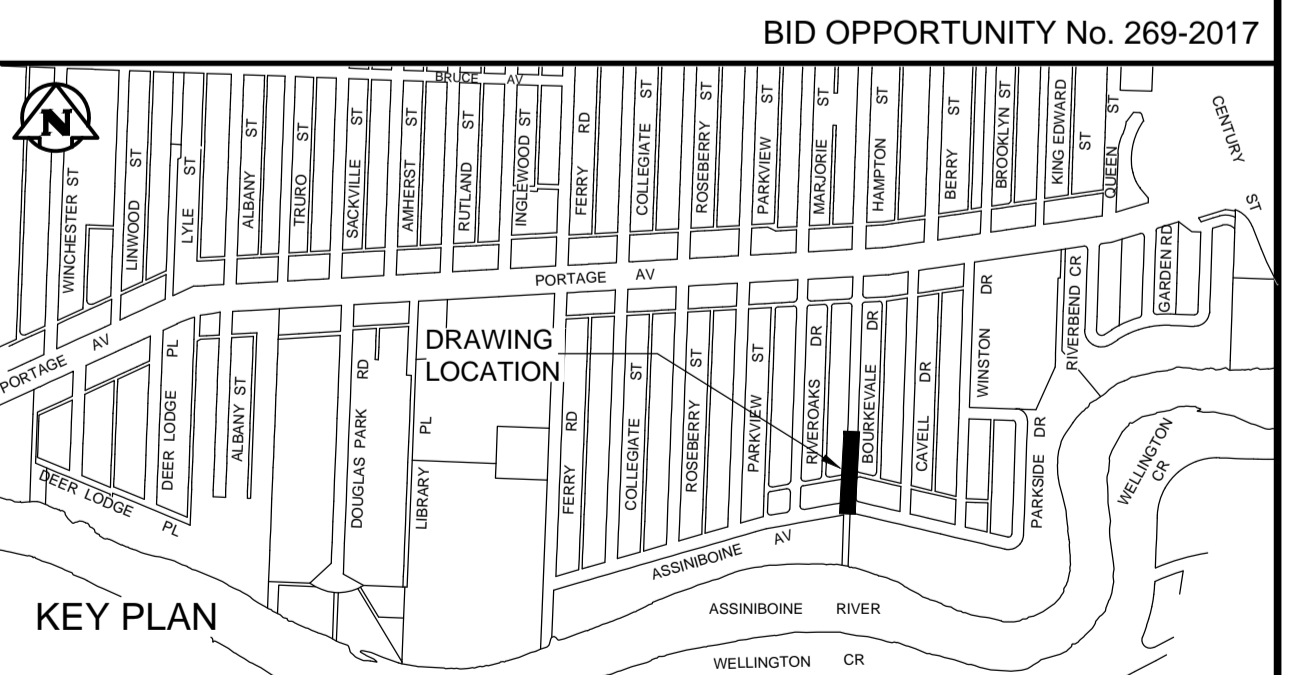 BID OPPORTUNITY No. 269-2017
N
BRUCE AV
WINCHESTER ST
LINWOOD ST
LYLE ST
ALBANY ST
TRURO ST
SACKVILLE ST
AMHERST ST
RUTLAND ST
INGLEWOOD ST
FERRY RD
COLLEGIATE ST
ROSEBERRY ST
PARKVIEW ST
MARJORIE ST
HAMPTON ST
BERRY ST
BROOKLYN ST
KING EDWARD ST
QUEEN ST
CENTURY ST
PORTAGE AV
PORTAGE AV
DRAWING
LOCATION
DEER LODGE PL
ALBANY ST
DOUGLAS PARK RD
LIBRARY PL
FERRY RD
COLLEGIATE ST
ROSEBERRY ST
PARKVIEW ST
RIVEROAKS DR
BOURKEVALE DR
CAVELL DR
WINSTON DR
RIVERBEND CR
GARDEN RD
PARKSIDE DR
WELLINGTON CR
DEER LODGE PL
ASSINIBOINE AV
ASSINIBOINE RIVER
WELLINGTON CR
KEY PLAN